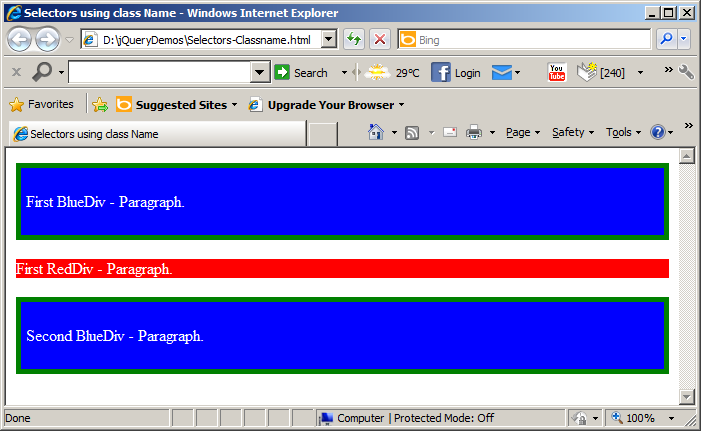 Selectors using class Name - Windows Internet Explorer
D:\jQueryDemos\Selectors-Classname.html
Bing
Search 29°C Login You Tube [240] »
Favorites Suggested Sites Upgrade Your Browser
Selectors using class Name
Page Safety Tools »
First BlueDiv - Paragraph.
First RedDiv - Paragraph.
Second BlueDiv - Paragraph.
Done Computer | Protected Mode: Off 100%